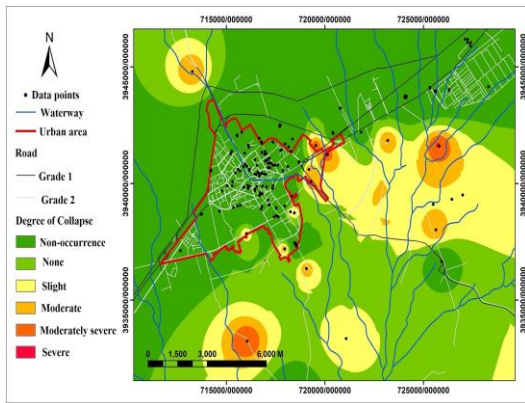 715000/000000 720000/000000 725000/000000
N
Data points
Waterway
Urban area
Road
Grade 1
Grade 2
Degree of Collapse
Non-occurrence
None
Slight
Moderate
Moderately severe
Severe
3945000/000000 3945000/000000
3940000/000000 3940000/000000
3935000/000000 3935000/000000
0 1,500 3,000 6,000 M
715000/000000 720000/000000 725000/000000